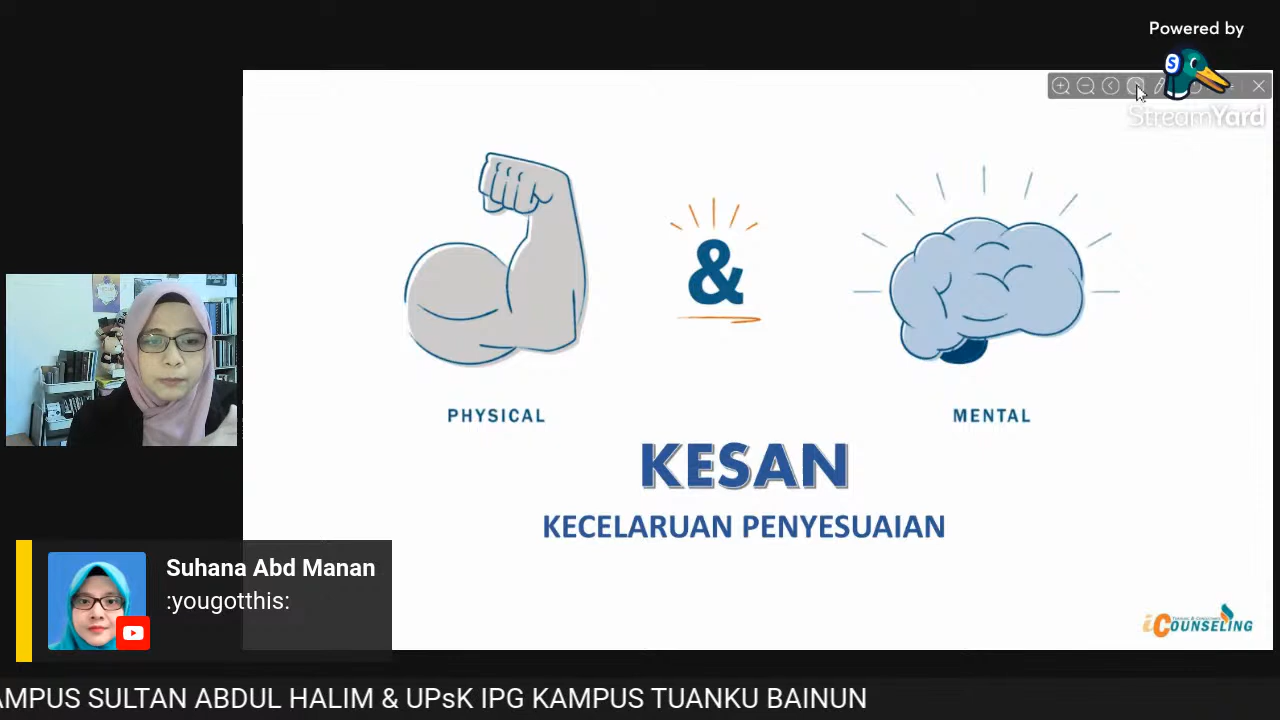 Powered by
StreamYard
&
PHYSICAL
MENTAL
KESAN
KECELARUAN PENYESUAIAN
Suhana Abd Manan
:yougotthis:
iCOUNSELING
AMPUS SULTAN ABDUL HALIM & UPsK IPG KAMPUS TUANKU BAINUN